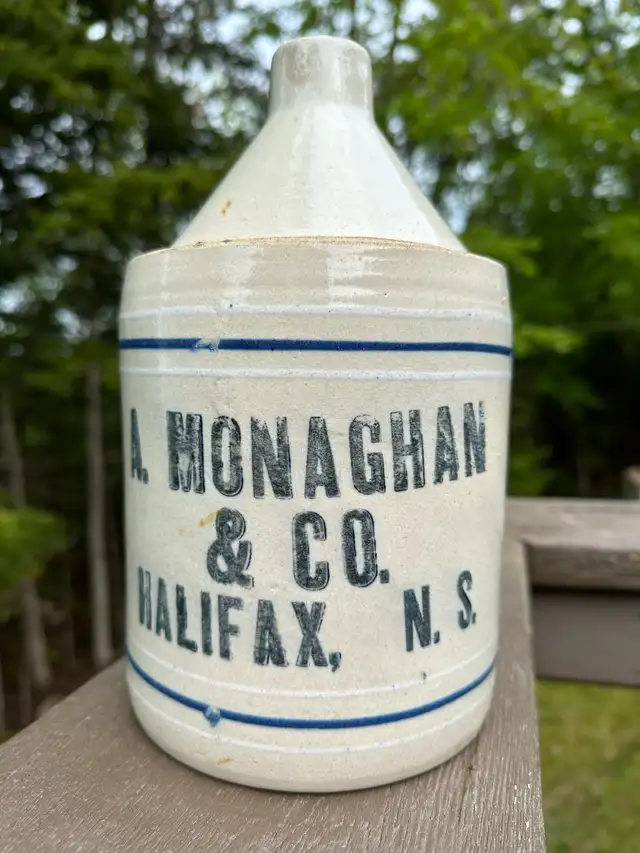 A. MONAGHAN
& CO.
HALIFAX, N. S.